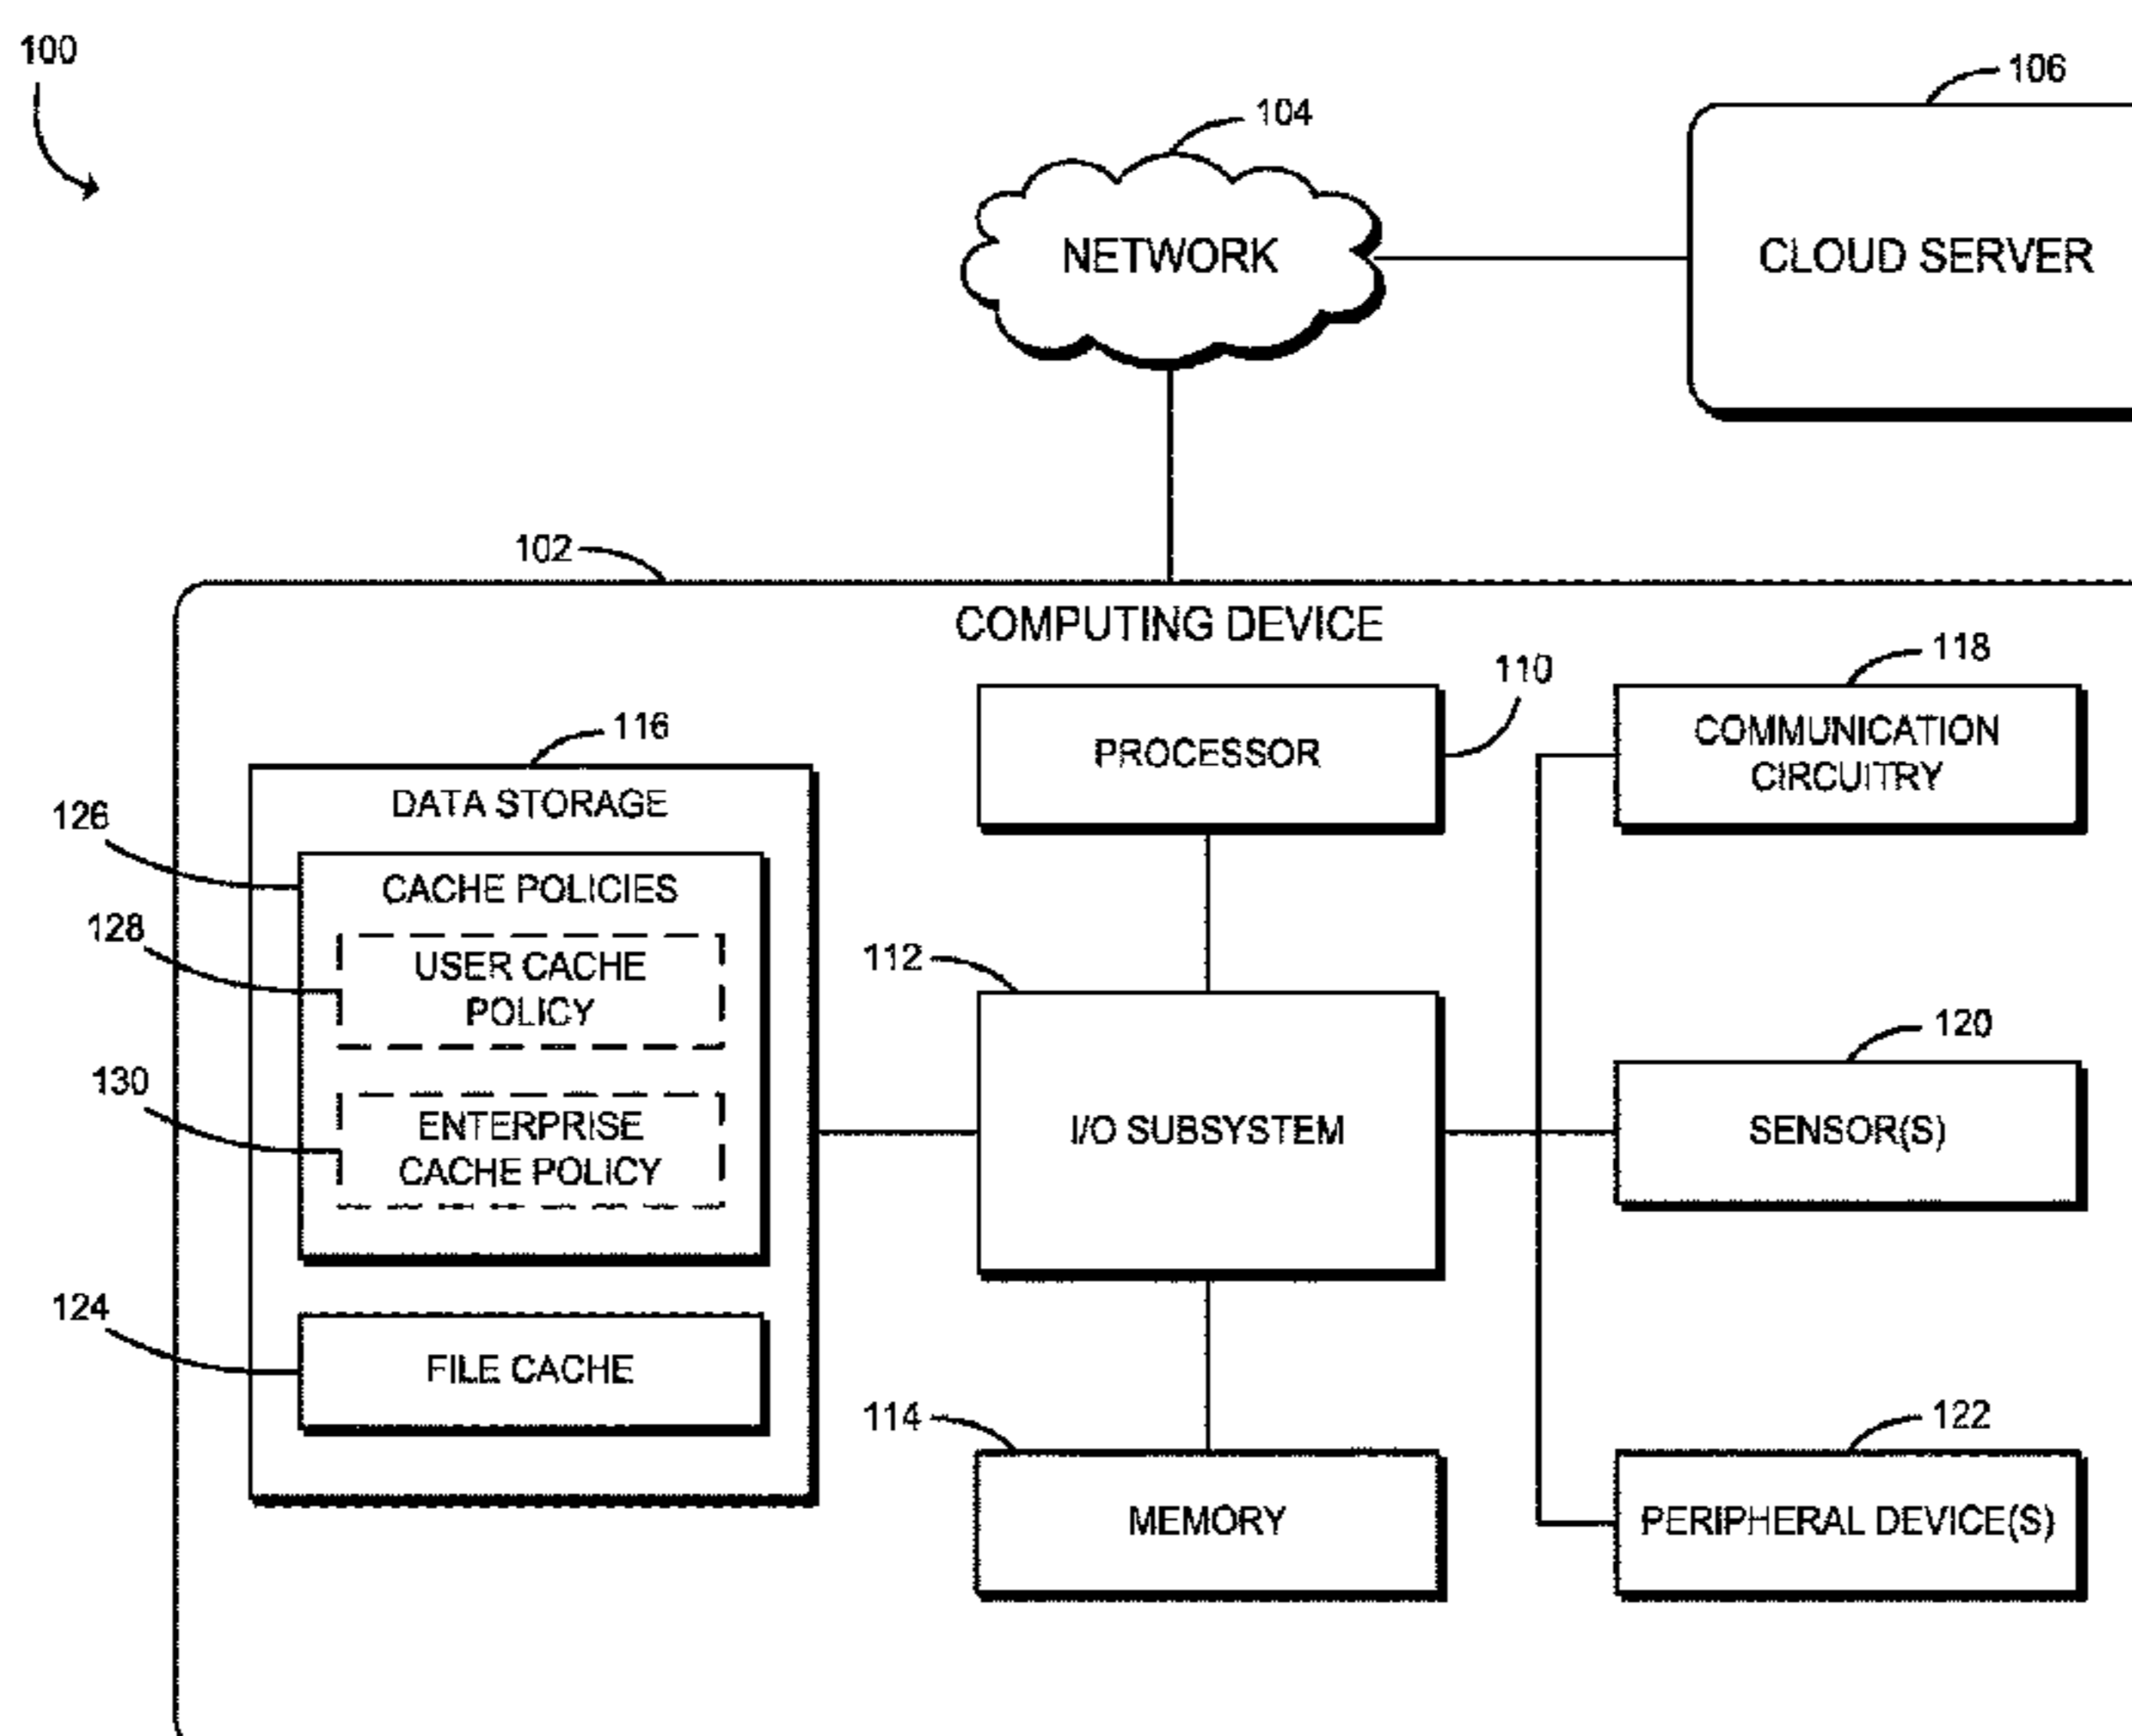 100
106
104
NETWORK
CLOUD SERVER
102
COMPUTING DEVICE
118
110
116
PROCESSOR
COMMUNICATION
CIRCUITRY
DATA STORAGE
126
CACHE POLICIES
128
USER CACHE
POLICY
112
120
130
ENTERPRISE
CACHE POLICY
I/O SUBSYSTEM
SENSOR(S)
124
FILE CACHE
114
122
MEMORY
PERIPHERAL DEVICE(S)